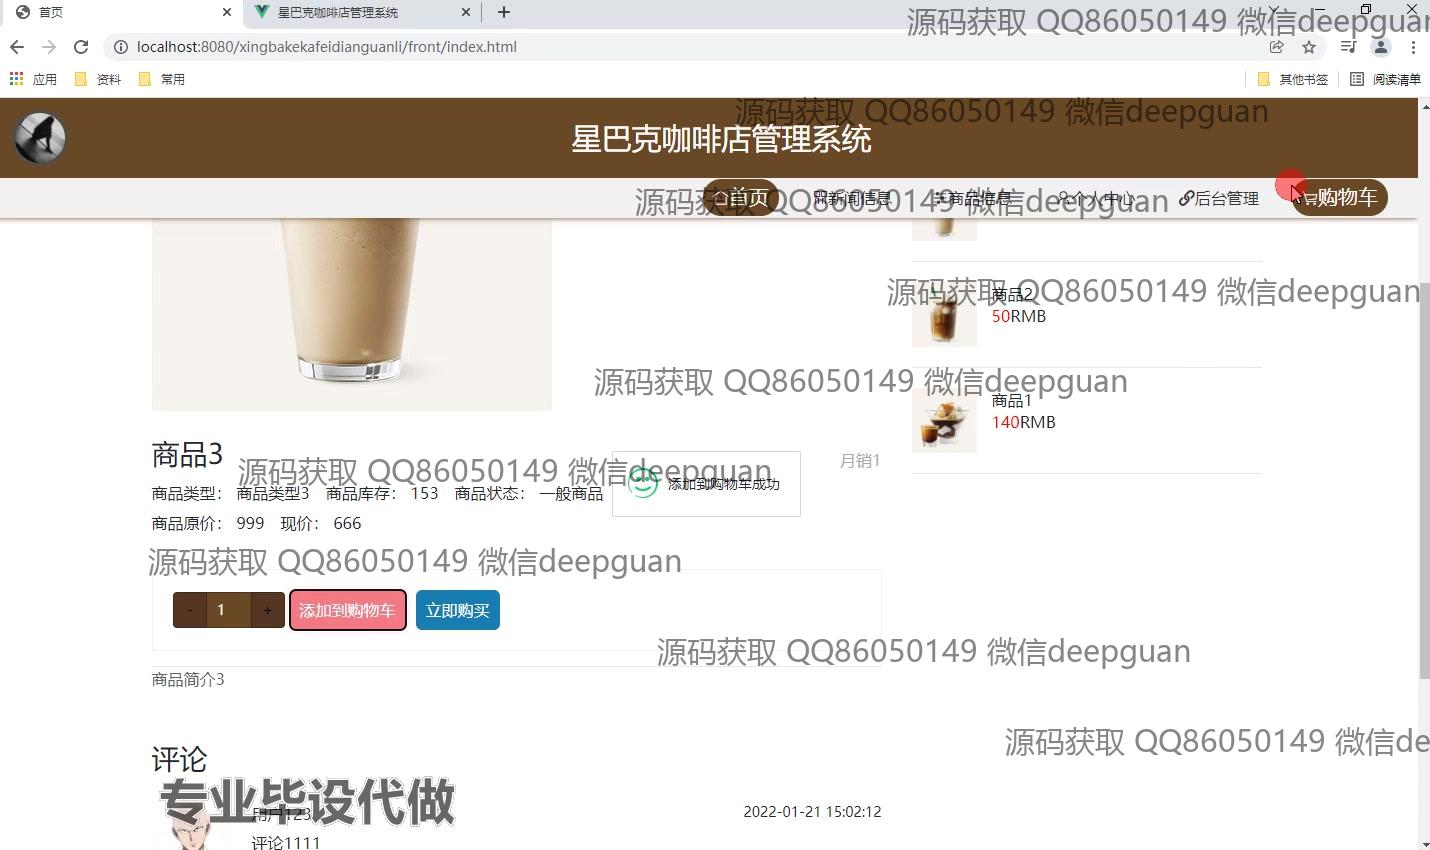 首页
星巴克咖啡店管理系统
源码获取 QQ86050149 微信deepguan
localhost:8080/xingbakekafeidianguanli/front/index.html
应用 资料 常用 其他书签 阅读清单
源码获取 QQ86050149 微信deepguan
星巴克咖啡店管理系统
首页 新闻信息 商品信息 个人中心 后台管理 购物车
源码获取 QQ86050149 微信deepguan
源码获取 QQ86050149 微信deepguan
商品2
50RMB
源码获取 QQ86050149 微信deepguan
商品1
140RMB
商品3
月销1
源码获取 QQ86050149 微信deepguan
添加到购物车成功
商品类型： 商品类型3 商品库存： 153 商品状态： 一般商品
商品原价： 999 现价： 666
源码获取 QQ86050149 微信deepguan
- 1 + 添加到购物车 立即购买
源码获取 QQ86050149 微信deepguan
商品简介3
源码获取 QQ86050149 微信de
评论
专业毕设代做
用户123
2022-01-21 15:02:12
评论1111